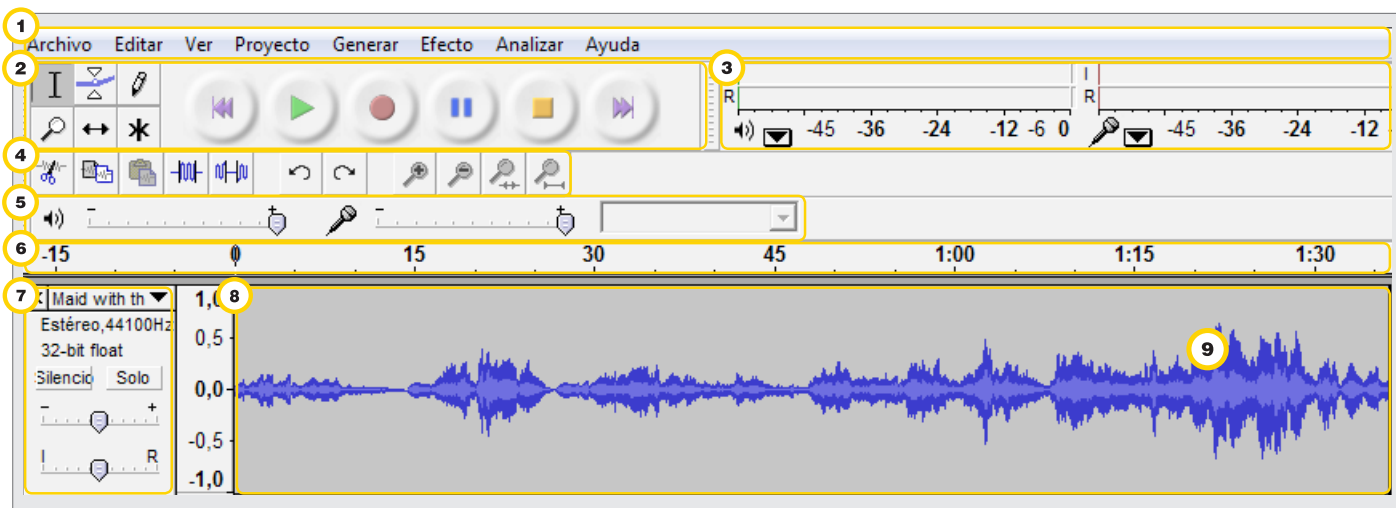 1
Archivo Editar Ver Proyecto Generar Efecto Analizar Ayuda
2
3
I
R R
-45 -36 -24 -12 -6 0 -45 -36 -24 -12
4
5
- + - +
6
-15 0 15 30 45 1:00 1:15 1:30
7
X Maid with th
8
Estéreo,44100Hz
32-bit float
Silencio Solo
- +
I R
1,0
0,5
0,0
-0,5
-1,0
9